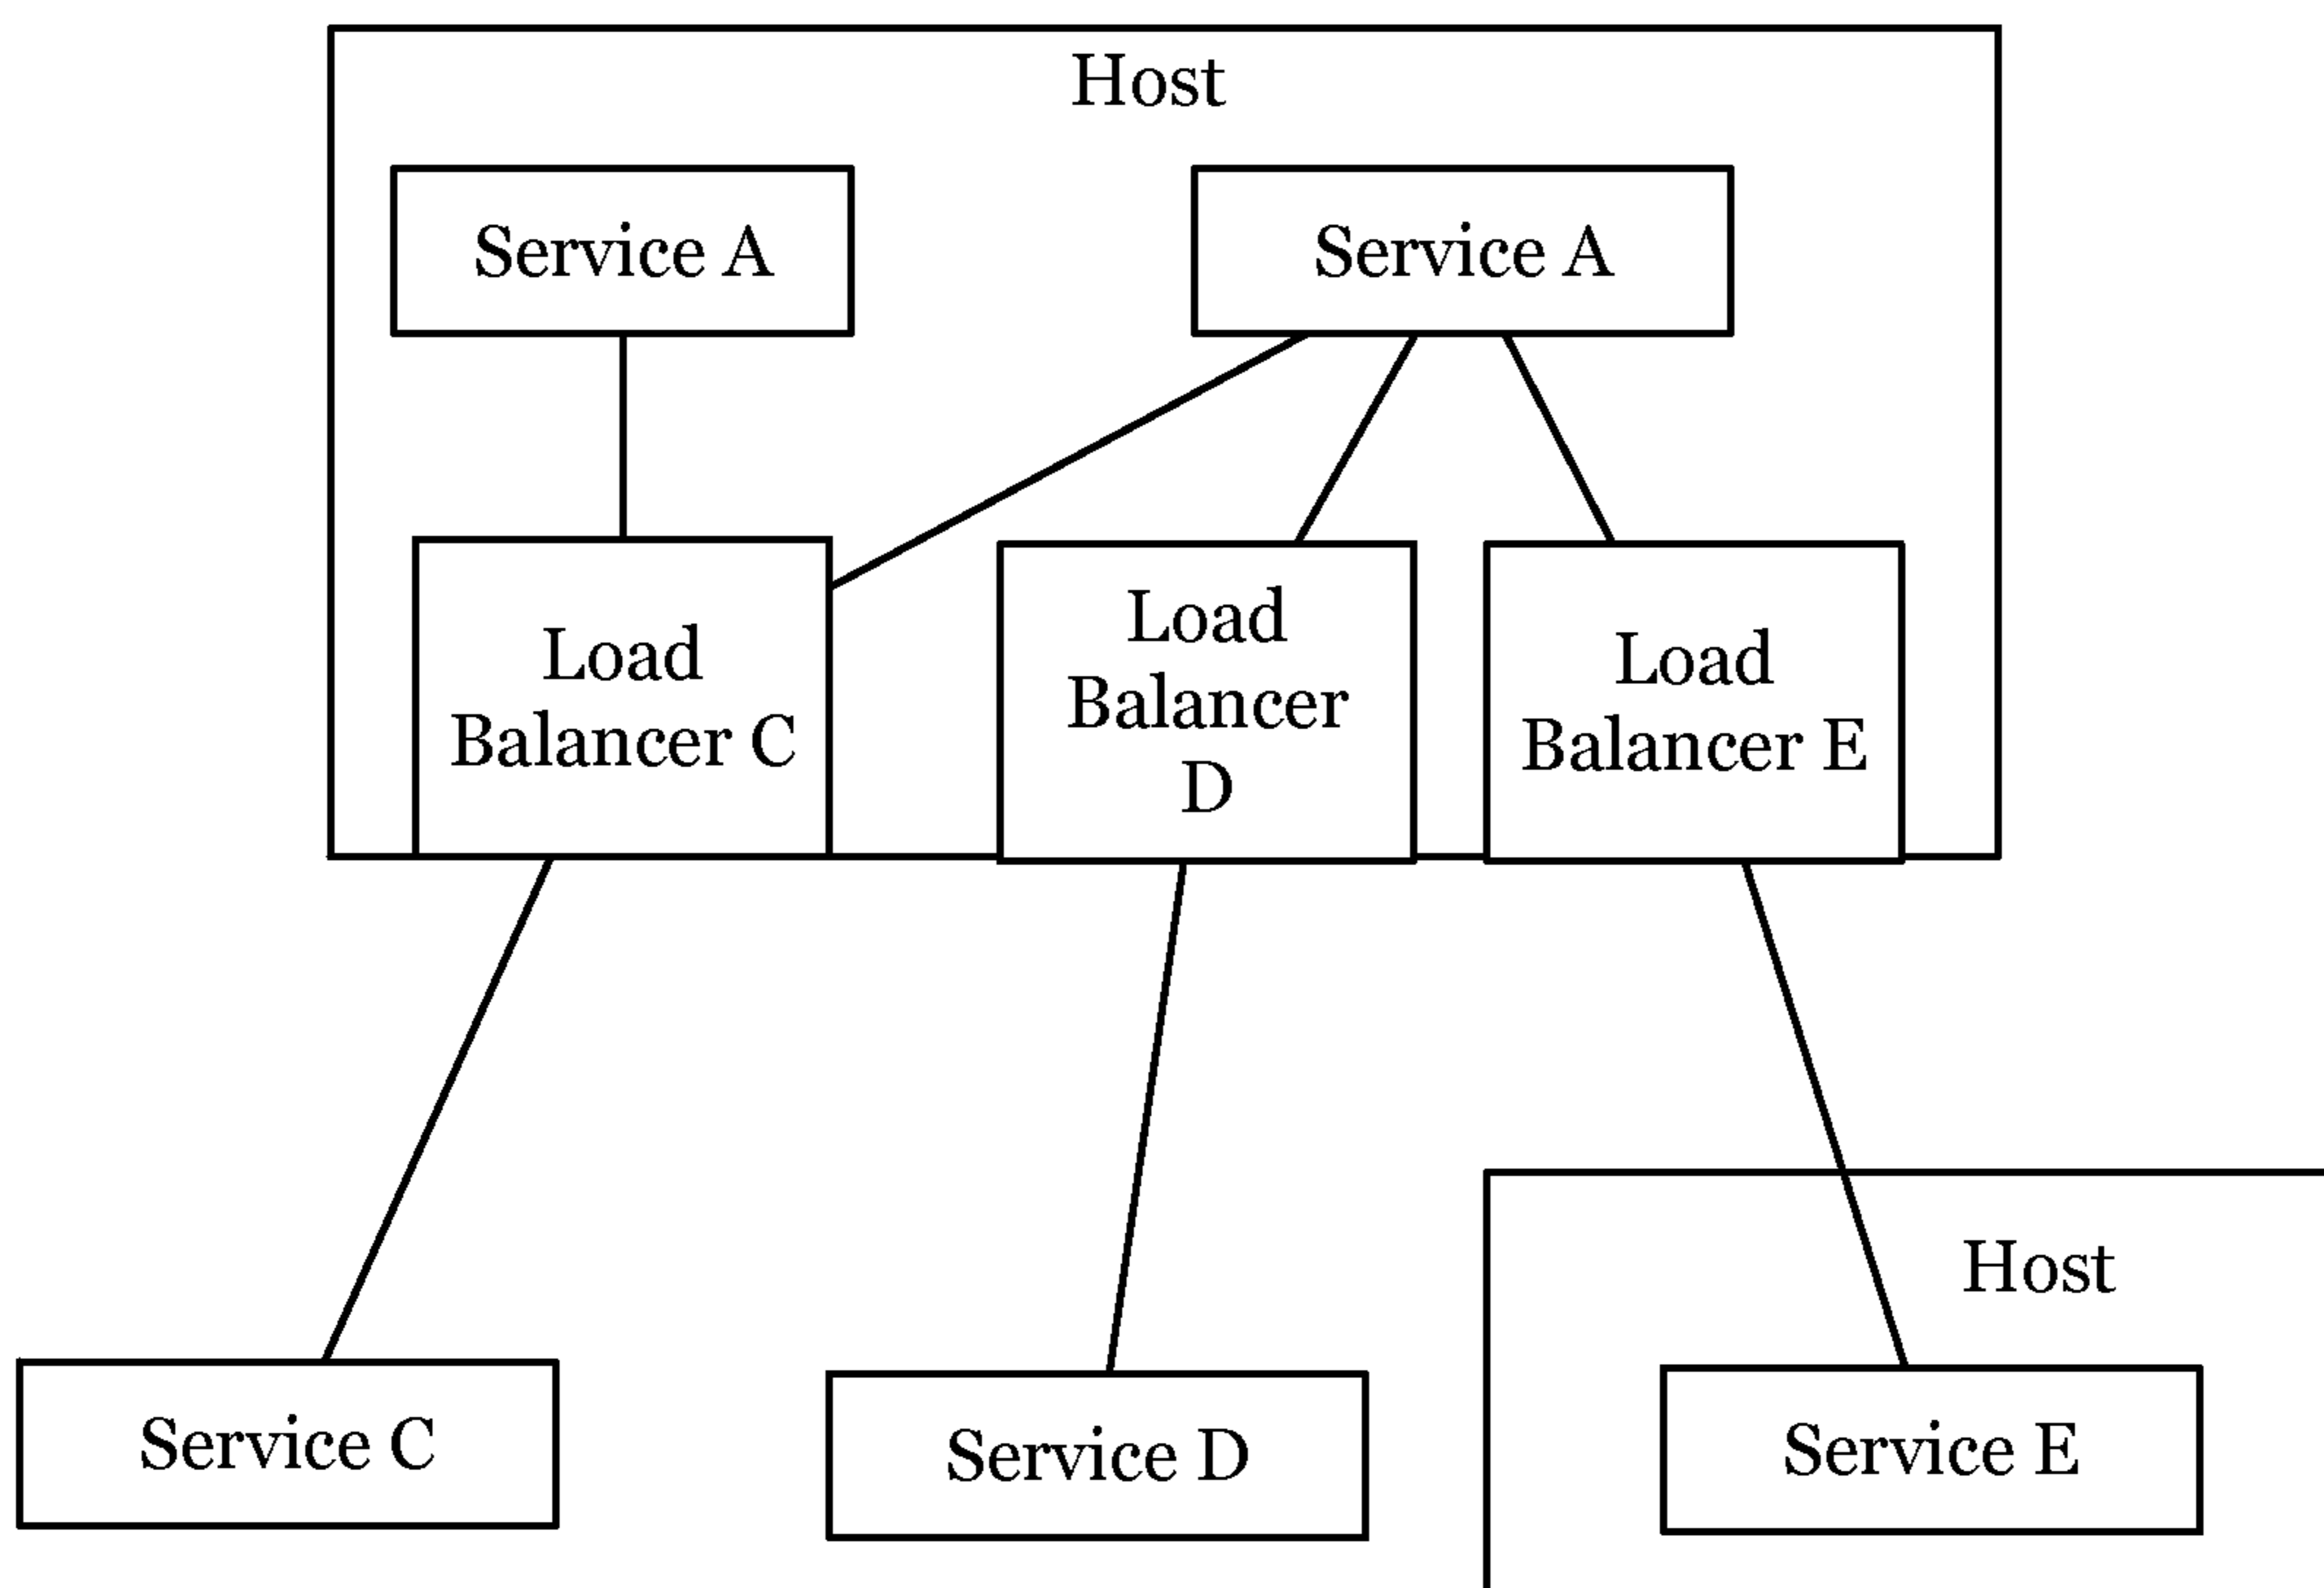 Host
Service A
Service A
Load
Balancer C
Load
Balancer
D
Load
Balancer E
Host
Service C
Service D
Service E